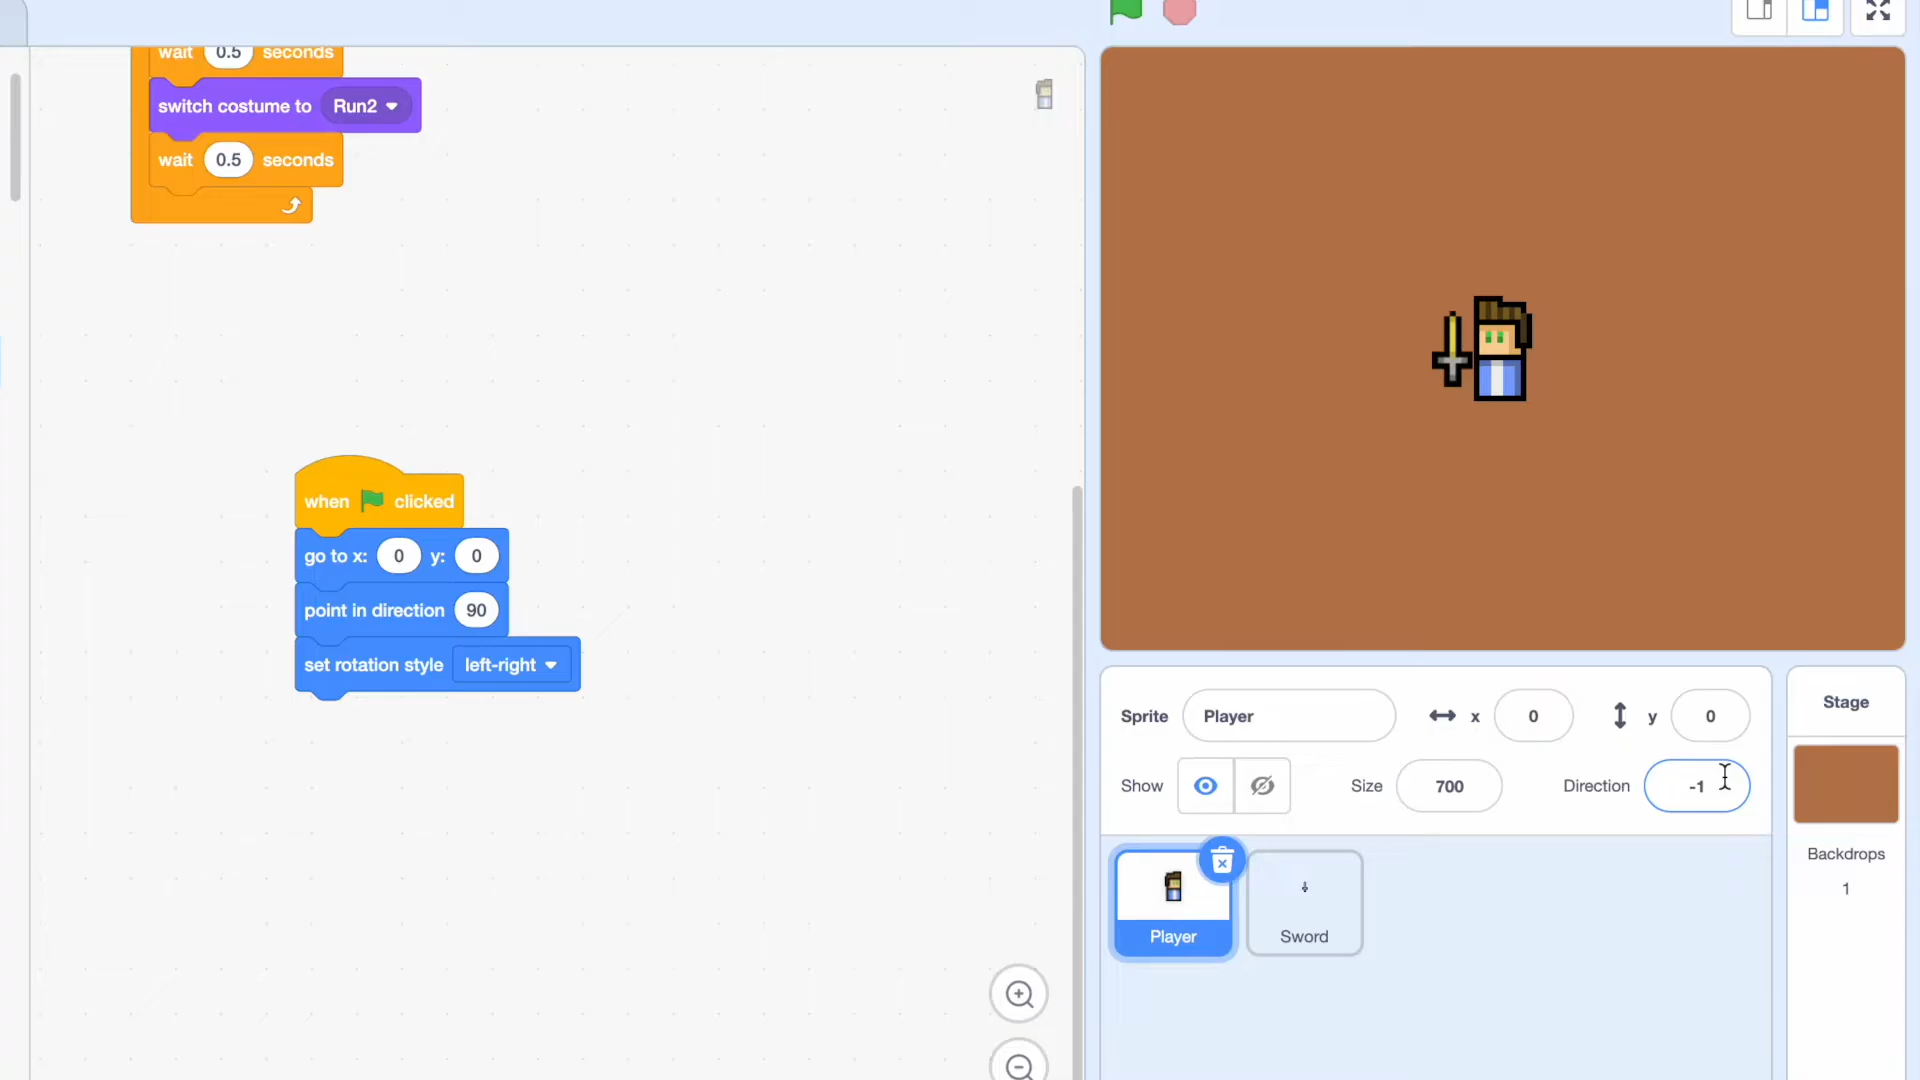 wait 0.5 seconds
switch costume to Run2
wait 0.5 seconds
when clicked
go to x: 0 y: 0
point in direction 90
set rotation style left-right
Sprite Player x 0 y 0
Show Size 700 Direction -1
Player
Sword
Stage
Backdrops
1